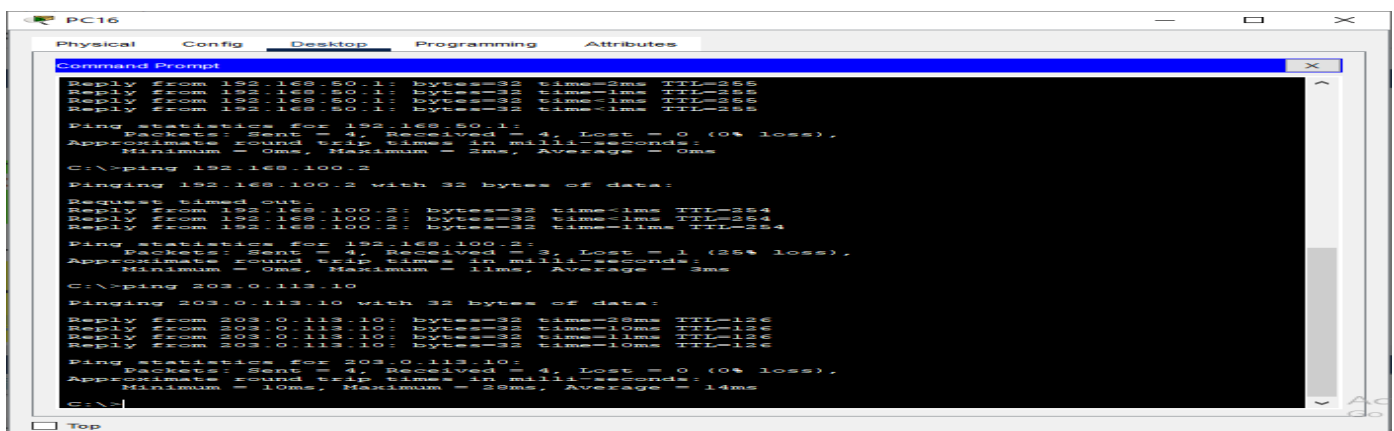 PC16
Physical Config Desktop Programming Attributes
Command Prompt
Reply from 192.168.50.1: bytes=32 time=2ms TTL=255
Reply from 192.168.50.1: bytes=32 time=1ms TTL=255
Reply from 192.168.50.1: bytes=32 time<1ms TTL=255
Reply from 192.168.50.1: bytes=32 time<1ms TTL=255
Ping statistics for 192.168.50.1:
Packets: Sent = 4, Received = 4, Lost = 0 (0% loss),
Approximate round trip times in milli-seconds:
Minimum = 0ms, Maximum = 2ms, Average = 0ms
C:\>ping 192.168.100.2
Pinging 192.168.100.2 with 32 bytes of data:
Request timed out.
Reply from 192.168.100.2: bytes=32 time<1ms TTL=254
Reply from 192.168.100.2: bytes=32 time<1ms TTL=254
Reply from 192.168.100.2: bytes=32 time=11ms TTL=254
Ping statistics for 192.168.100.2:
Packets: Sent = 4, Received = 3, Lost = 1 (25% loss),
Approximate round trip times in milli-seconds:
Minimum = 0ms, Maximum = 11ms, Average = 3ms
C:\>ping 203.0.113.10
Pinging 203.0.113.10 with 32 bytes of data:
Reply from 203.0.113.10: bytes=32 time=28ms TTL=126
Reply from 203.0.113.10: bytes=32 time=10ms TTL=126
Reply from 203.0.113.10: bytes=32 time=11ms TTL=126
Reply from 203.0.113.10: bytes=32 time=10ms TTL=126
Ping statistics for 203.0.113.10:
Packets: Sent = 4, Received = 4, Lost = 0 (0% loss),
Approximate round trip times in milli-seconds:
Minimum = 10ms, Maximum = 28ms, Average = 14ms
C:\>
Top
Ac
Go